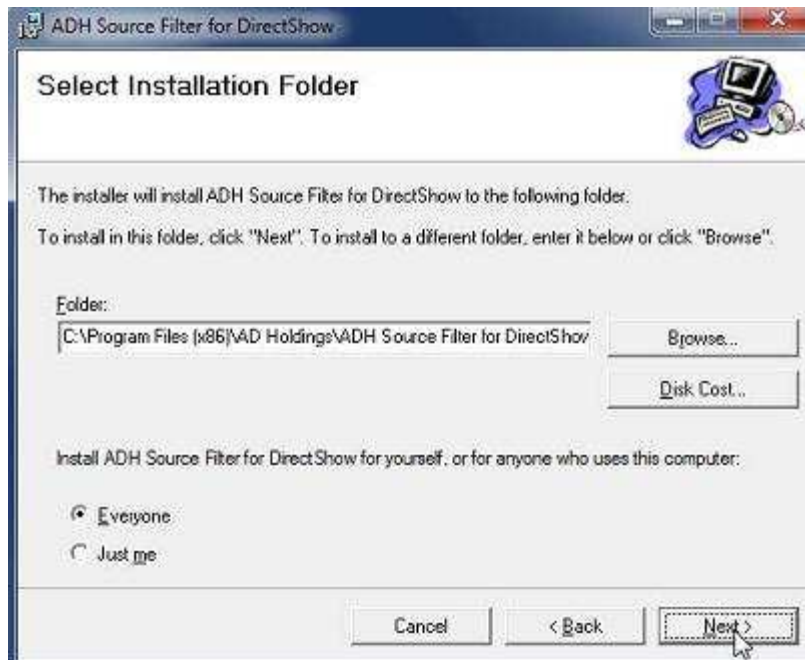 ADH Source Filter for DirectShow
Select Installation Folder
The installer will install ADH Source Filter for DirectShow to the following folder.
To install in this folder, click "Next". To install to a different folder, enter it below or click "Browse".
Folder:
C:\Program Files (x86)\AD Holdings\ADH Source Filter for DirectShow
Browse...
Disk Cost...
Install ADH Source Filter for DirectShow for yourself, or for anyone who uses this computer:
Everyone
Just me
Cancel
< Back
Next >